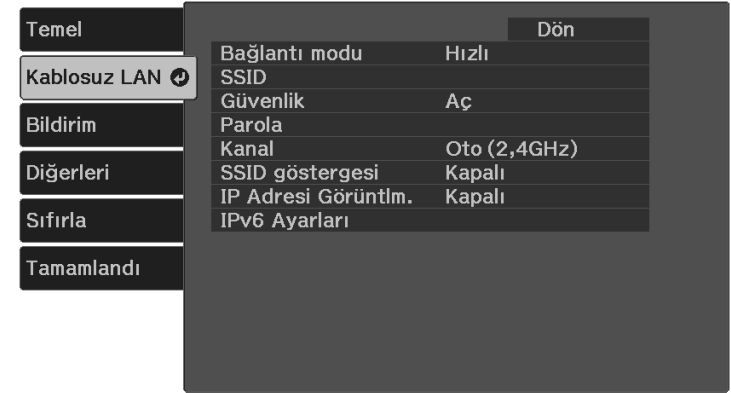 Temel
Kablosuz LAN
Bildirim
Diğerleri
Sıfırla
Tamamlandı
Dön
Bağlantı modu Hızlı
SSID
Güvenlik Aç
Parola
Kanal Oto (2,4GHz)
SSID göstergesi Kapalı
IP Adresi Görüntlm. Kapalı
IPv6 Ayarları